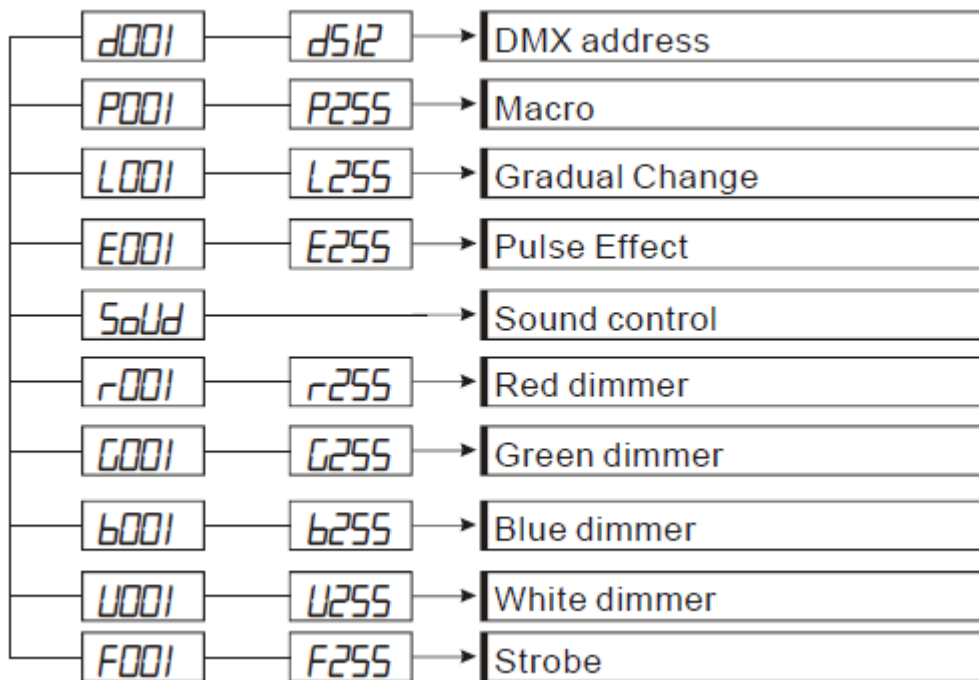 d001 d512 DMX address
P001 P255 Macro
L001 L255 Gradual Change
E001 E255 Pulse Effect
SoUd Sound control
r001 r255 Red dimmer
G001 G255 Green dimmer
b001 b255 Blue dimmer
U001 U255 White dimmer
F001 F255 Strobe